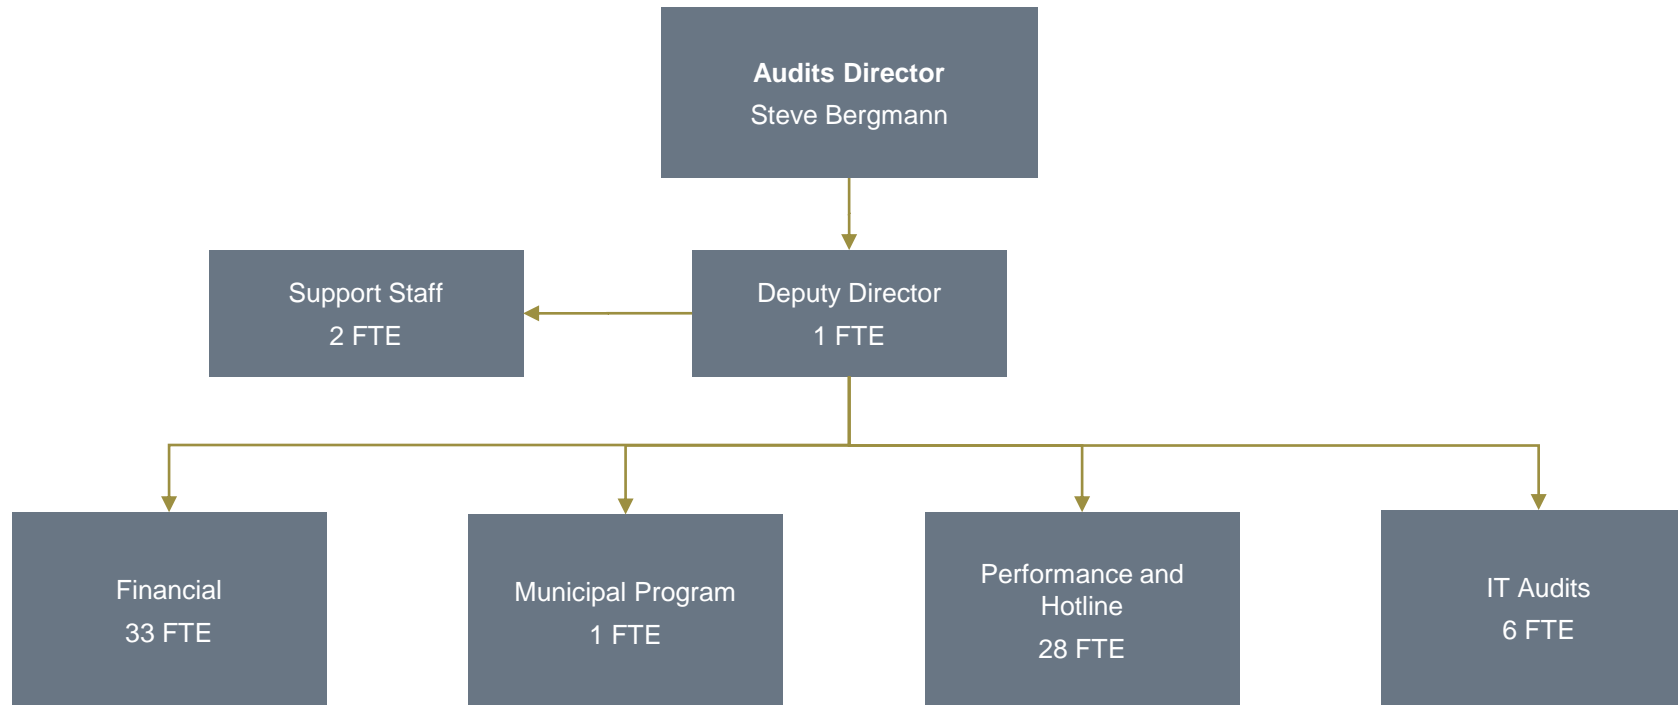 Audits Director
Steve Bergmann
Support Staff
2 FTE
Deputy Director
1 FTE
Financial
33 FTE
Municipal Program
1 FTE
Performance and
Hotline
28 FTE
IT Audits
6 FTE